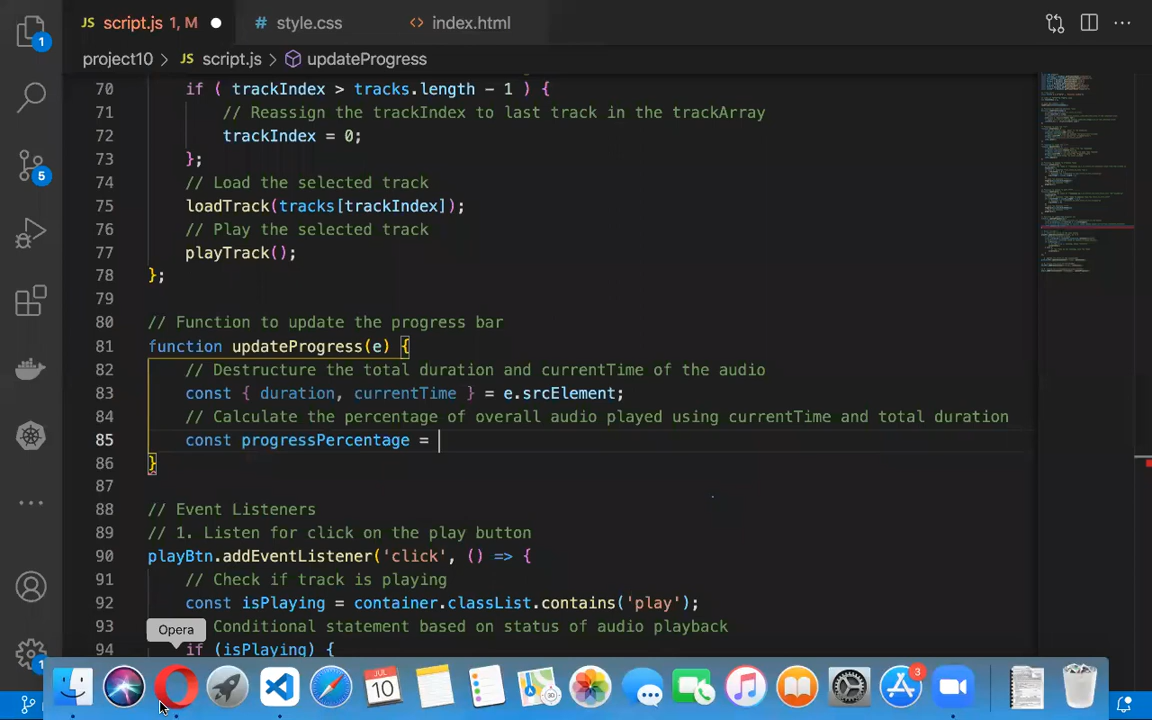 JS script.js 1, M
# style.css
<> index.html
project10 > JS script.js > updateProgress
70 if ( trackIndex > tracks.length - 1 ) {
71 // Reassign the trackIndex to last track in the trackArray
72 trackIndex = 0;
73 };
74 // Load the selected track
75 loadTrack(tracks[trackIndex]);
76 // Play the selected track
77 playTrack();
78 };
79
80 // Function to update the progress bar
81 function updateProgress(e) {
82 // Destructure the total duration and currentTime of the audio
83 const { duration, currentTime } = e.srcElement;
84 // Calculate the percentage of overall audio played using currentTime and total duration
85 const progressPercentage =
86 }
87
88 // Event Listeners
89 // 1. Listen for click on the play button
90 playBtn.addEventListener('click', () => {
91 // Check if track is playing
92 const isPlaying = container.classList.contains('play');
93 Conditional statement based on status of audio playback
if (isPlaying) {
Opera
1
5
1
10
3